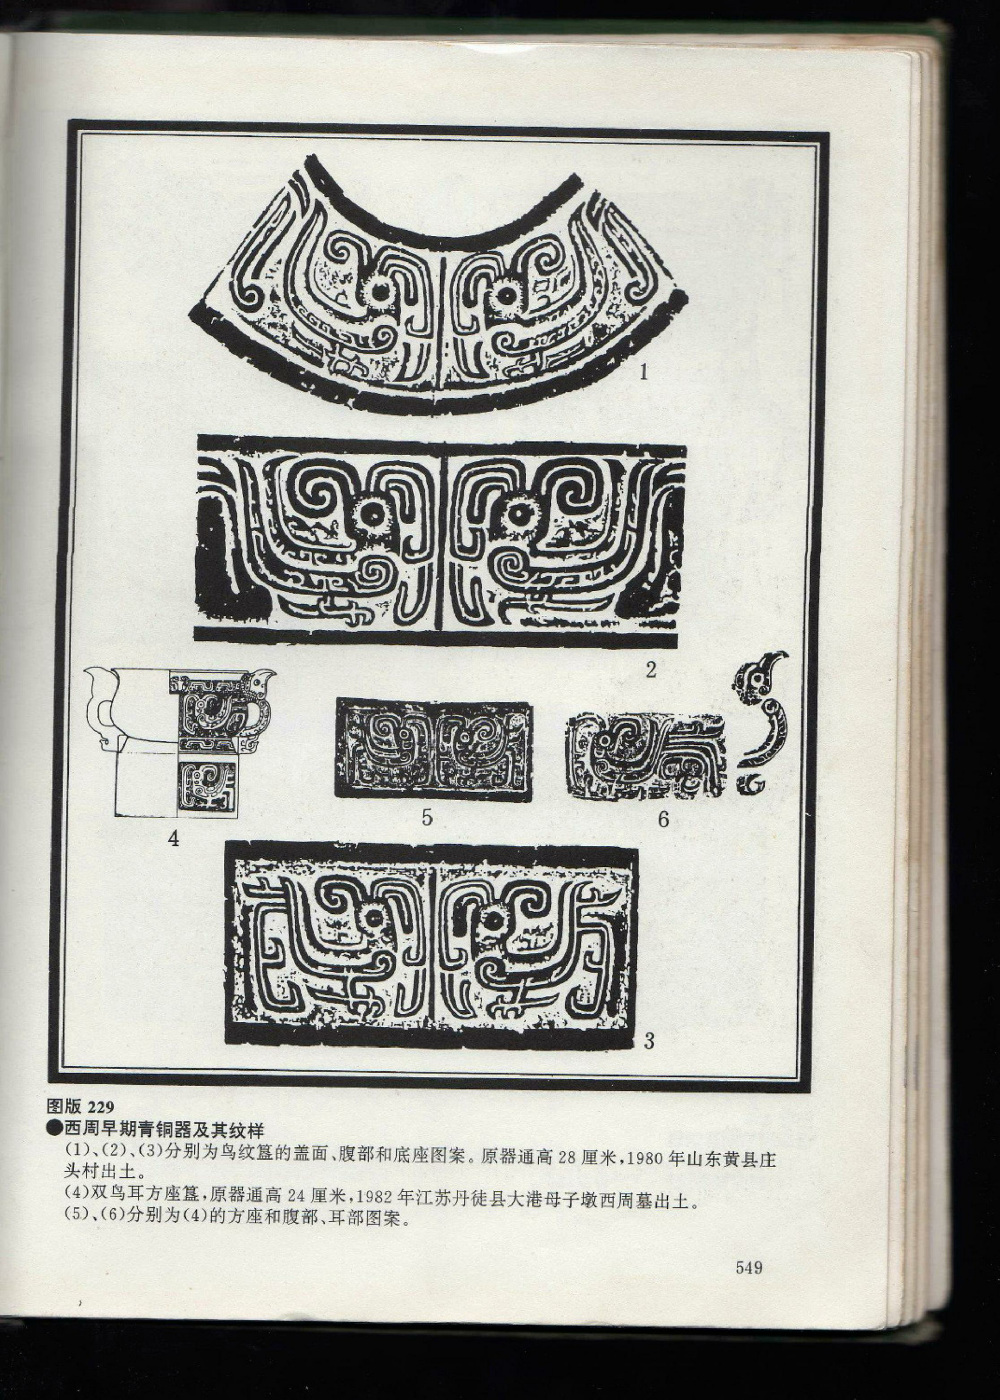 1
2
4
5
6
3
图版 229
●西周早期青铜器及其纹样
(1)、(2)、(3)分别为鸟纹簋的盖面、腹部和底座图案。原器通高 28 厘米,1980 年山东黄县庄
头村出土。
(4)双鸟耳方座簋,原器通高 24 厘米,1982 年江苏丹徒县大港母子墩西周墓出土。
(5)、(6)分别为(4)的方座和腹部、耳部图案。
549